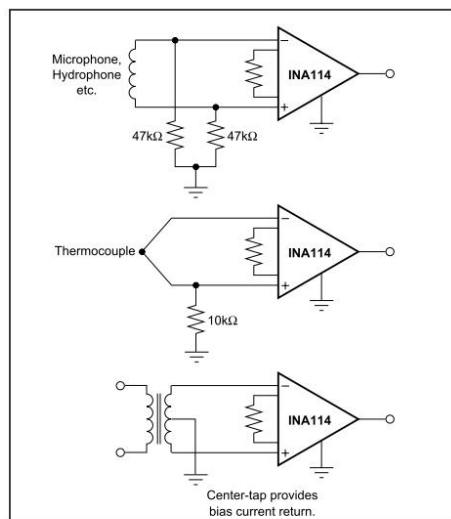 Microphone,
Hydrophone
etc.
−
INA114
+
47kΩ
47kΩ
−
Thermocouple
INA114
+
10kΩ
−
INA114
+
Center-tap provides
bias current return.